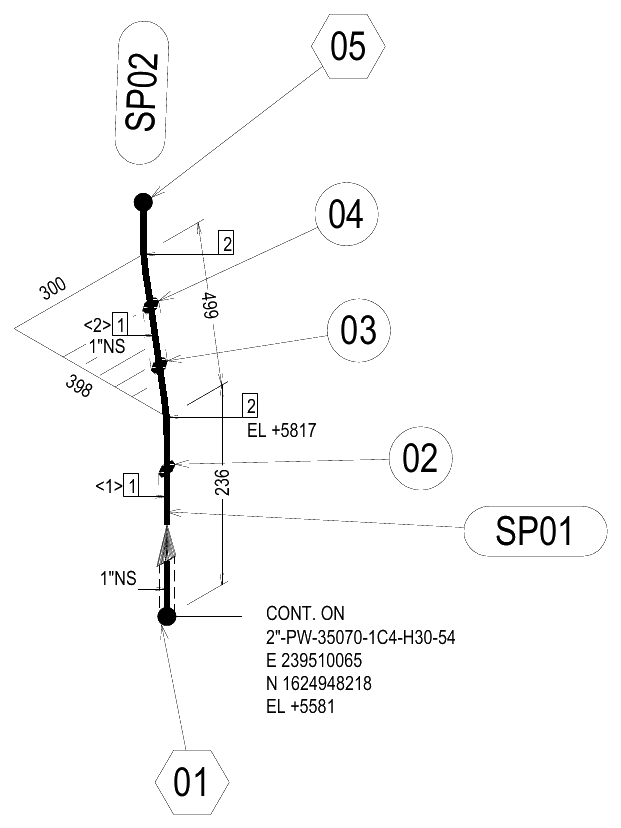 SP02
05
04
2
300
499
<2> 1
1"NS
03
398
2
EL +5817
02
236
<1> 1
SP01
1"NS
CONT. ON
2"-PW-35070-1C4-H30-54
E 239510065
N 1624948218
EL +5581
01